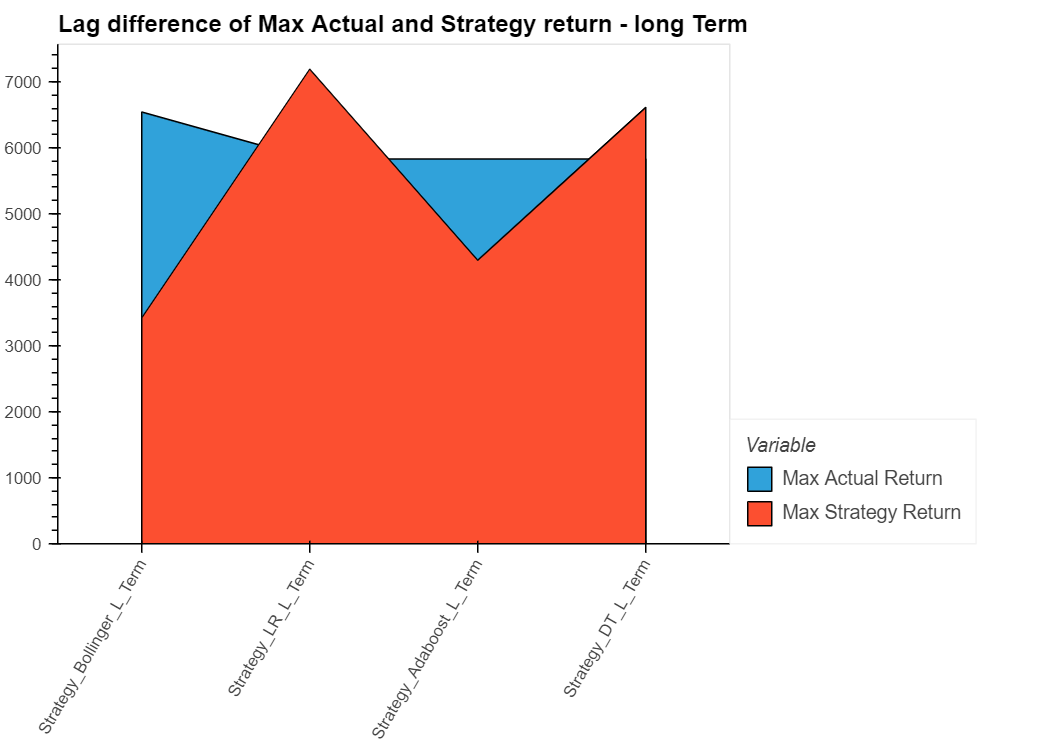 Lag difference of Max Actual and Strategy return - long Term
7000
6000
5000
4000
3000
2000
1000
0
Variable
Max Actual Return
Max Strategy Return
Strategy_Bollinger_L_Term
Strategy_LR_L_Term
Strategy_Adaboost_L_Term
Strategy_DT_L_Term